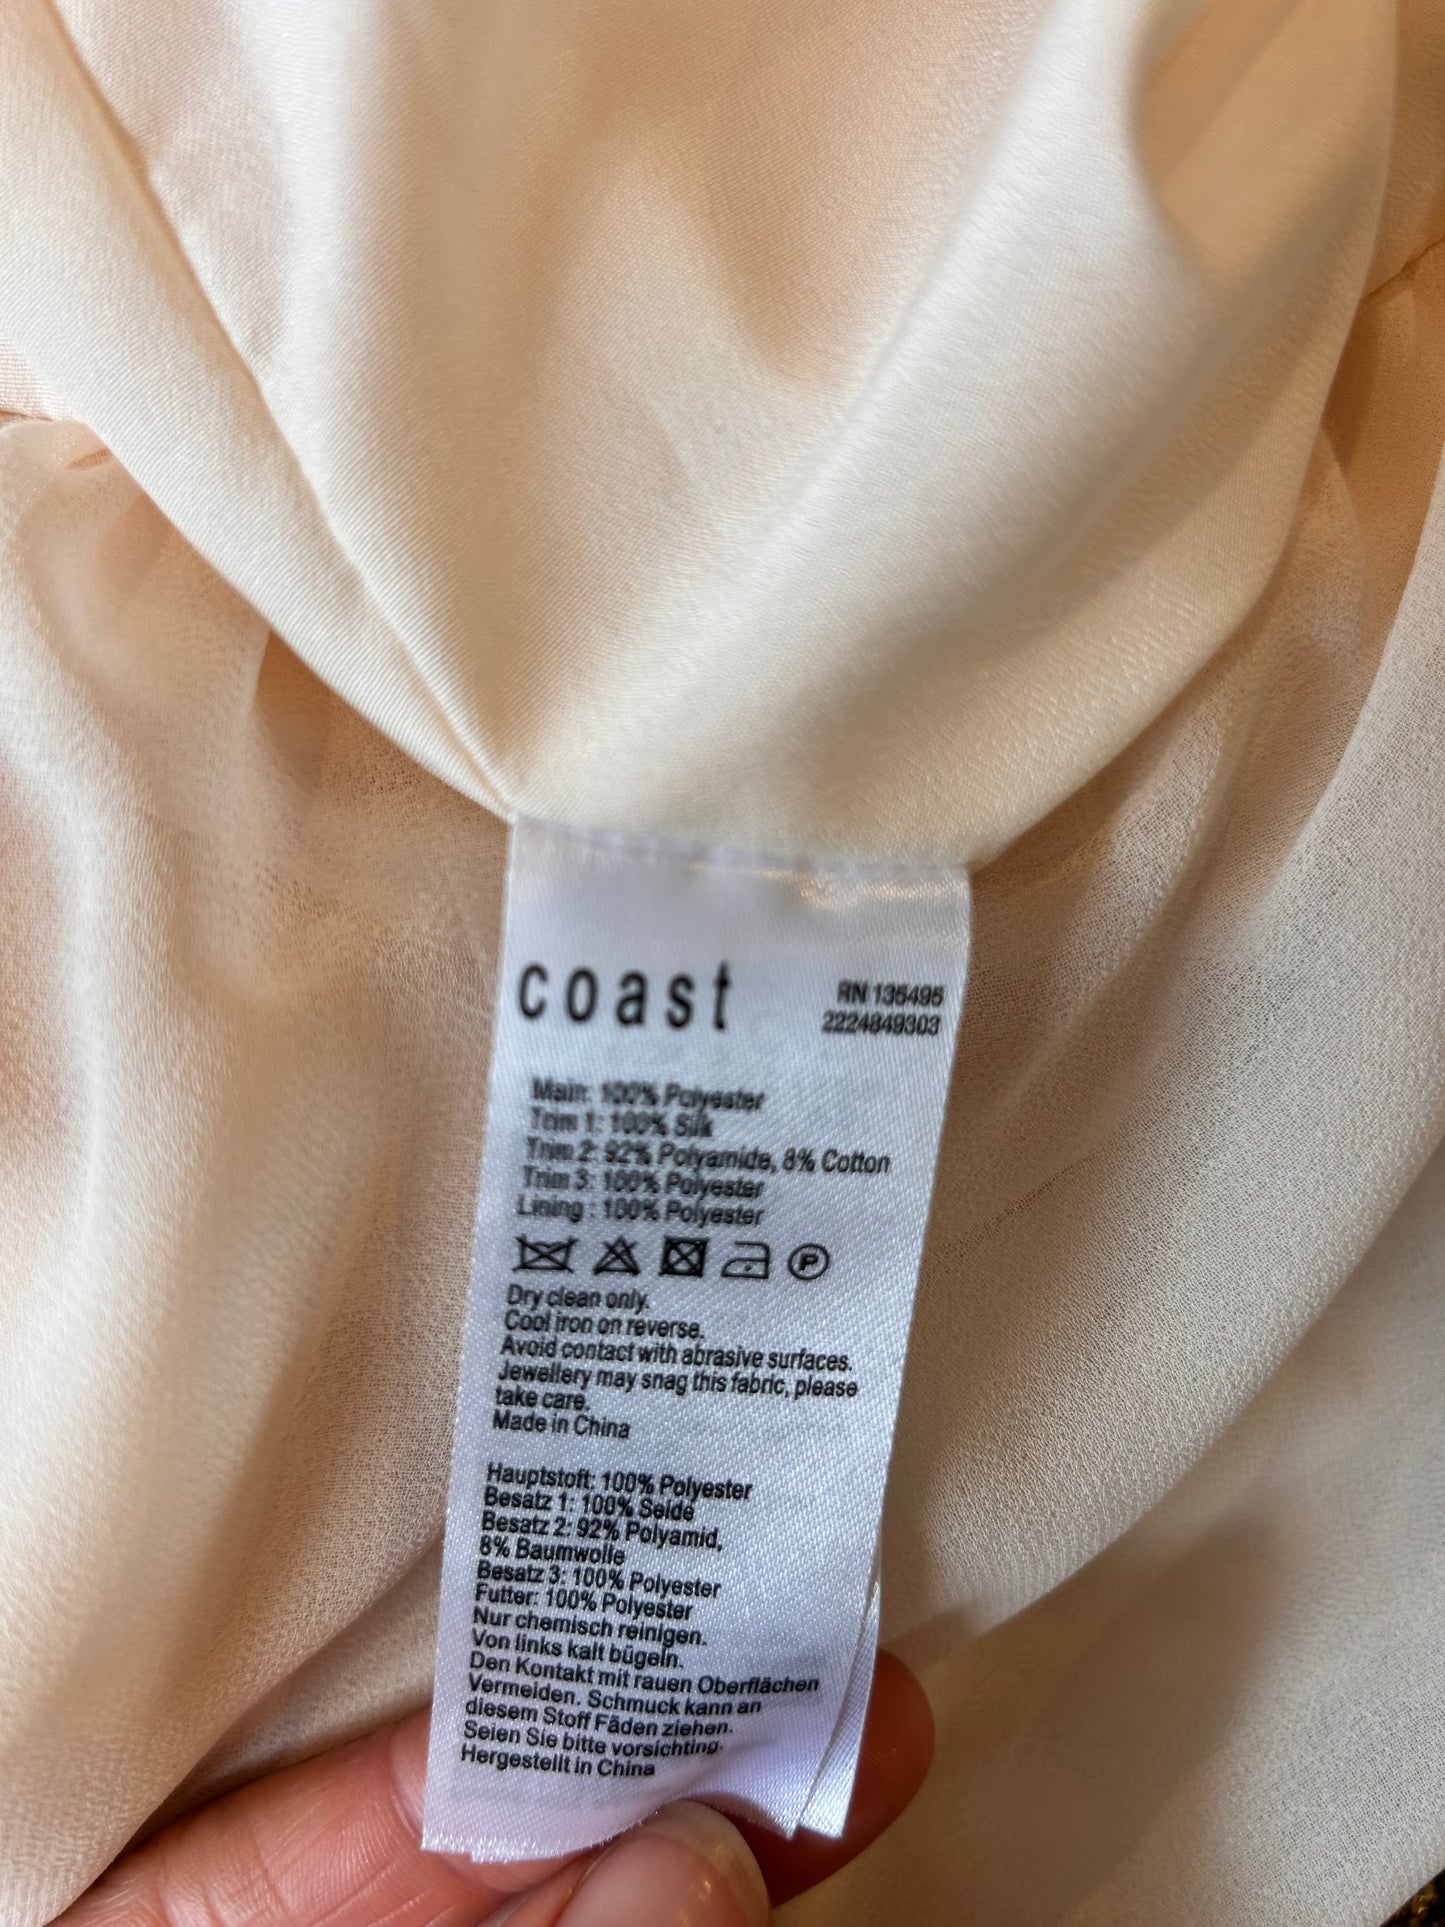 coast
RN 135495
2224849303
Main: 100% Polyester
Trim 1: 100% Silk
Trim 2: 92% Polyamide, 8% Cotton
Trim 3: 100% Polyester
Lining : 100% Polyester
P
Dry clean only.
Cool iron on reverse.
Avoid contact with abrasive surfaces.
Jewellery may snag this fabric, please
take care.
Made in China
Hauptstoff: 100% Polyester
Besatz 1: 100% Seide
Besatz 2: 92% Polyamid,
8% Baumwolle
Besatz 3: 100% Polyester
Futter: 100% Polyester
Nur chemisch reinigen.
Von links kalt bügeln.
Den Kontakt mit rauen Oberflächen
Vermeiden. Schmuck kann an
diesem Stoff Fäden ziehen.
Seien Sie bitte vorsichting.
Hergestellt in China